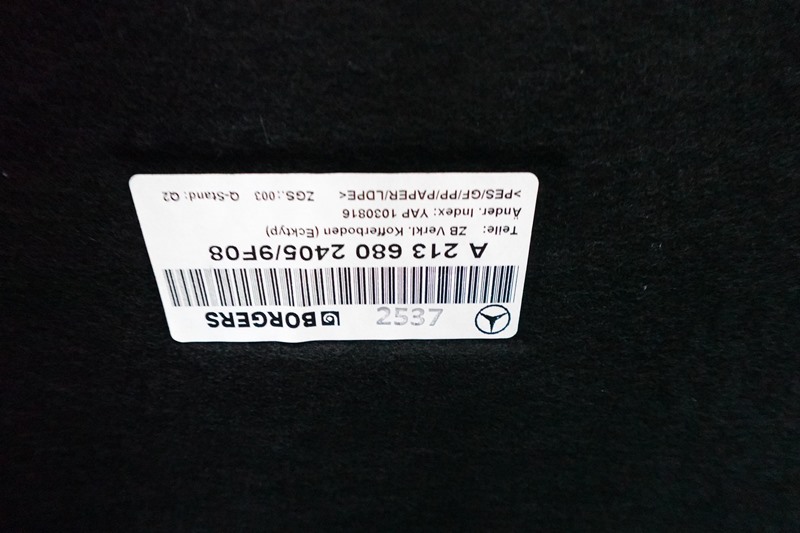 2537 BORGERS
A 213 680 2405/9F08
Teile: ZB Verkl. Kofferboden (Ecktyp)
Änder. Index: YAP 1030816
>PES/GF/PP/PAPER/LDPE< ZGS.:003 Q-Stand: Q2